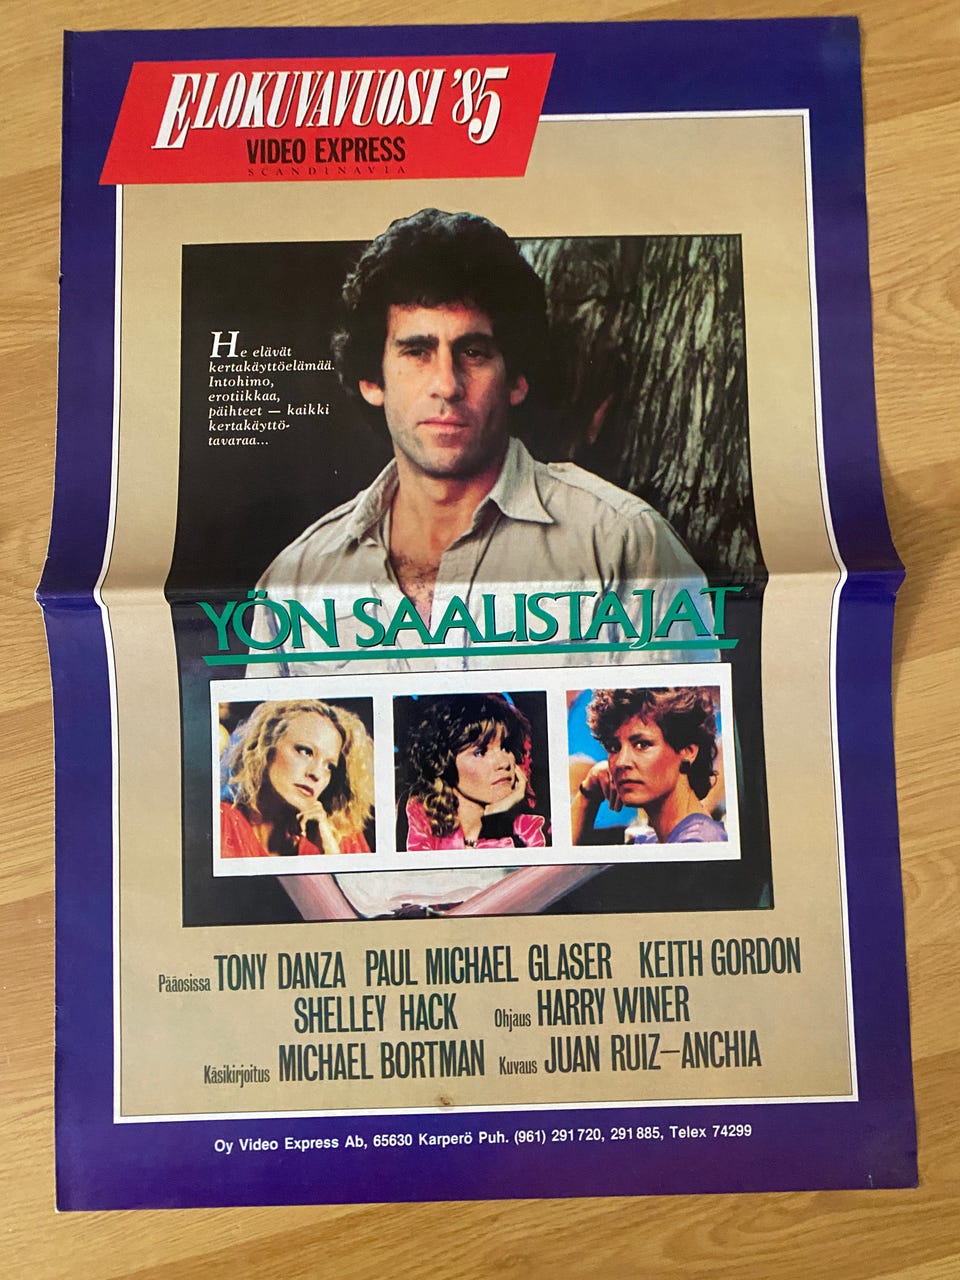 ELOKUVAVUOSI '85
VIDEO EXPRESS
SCANDINAVIA
He elävät
kertakäyttöelämää.
Intohimo,
erotiikkaa,
päihteet — kaikki
kertakäyttö-
tavaraa...
YÖN SAALISTAJAT
Pääosissa TONY DANZA PAUL MICHAEL GLASER KEITH GORDON
SHELLEY HACK Ohjaus HARRY WINER
Käsikirjoitus MICHAEL BORTMAN Kuvaus JUAN RUIZ—ANCHIA
Oy Video Express Ab, 65630 Karperö Puh. (961) 291 720, 291 885, Telex 74299